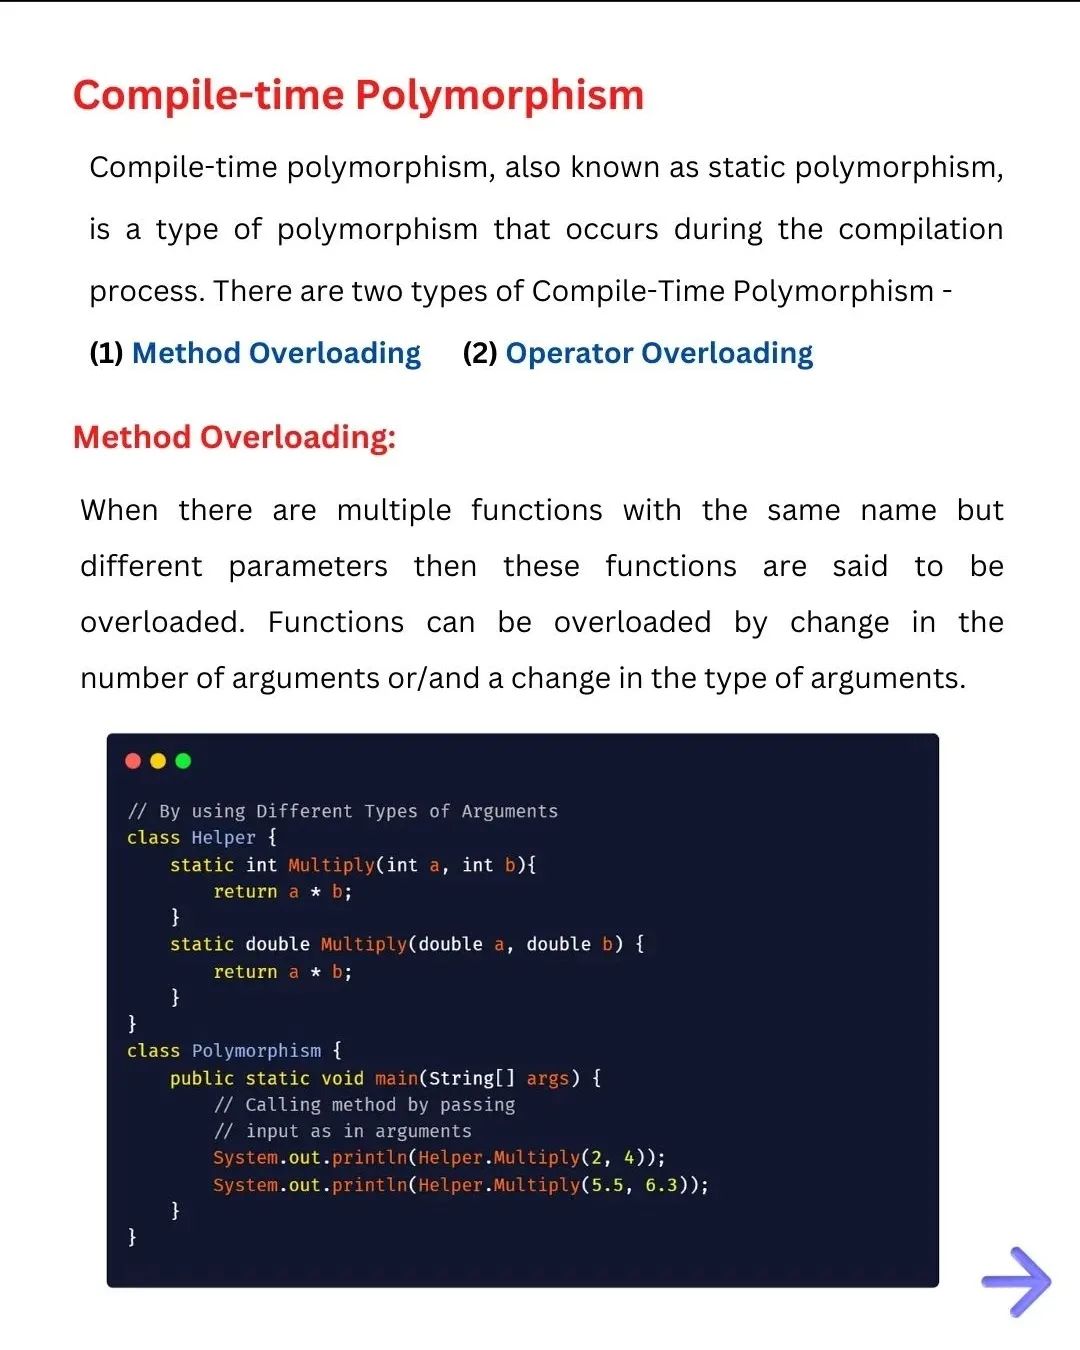 Compile-time Polymorphism
Compile-time polymorphism, also known as static polymorphism,
is a type of polymorphism that occurs during the compilation
process. There are two types of Compile-Time Polymorphism -
(1) Method Overloading (2) Operator Overloading
Method Overloading:
When there are multiple functions with the same name but
different parameters then these functions are said to be
overloaded. Functions can be overloaded by change in the
number of arguments or/and a change in the type of arguments.
// By using Different Types of Arguments
class Helper {
    static int Multiply(int a, int b){
        return a * b;
    }
    static double Multiply(double a, double b) {
        return a * b;
    }
}
class Polymorphism {
    public static void main(String[] args) {
        // Calling method by passing
        // input as in arguments
        System.out.println(Helper.Multiply(2, 4));
        System.out.println(Helper.Multiply(5.5, 6.3));
    }
}